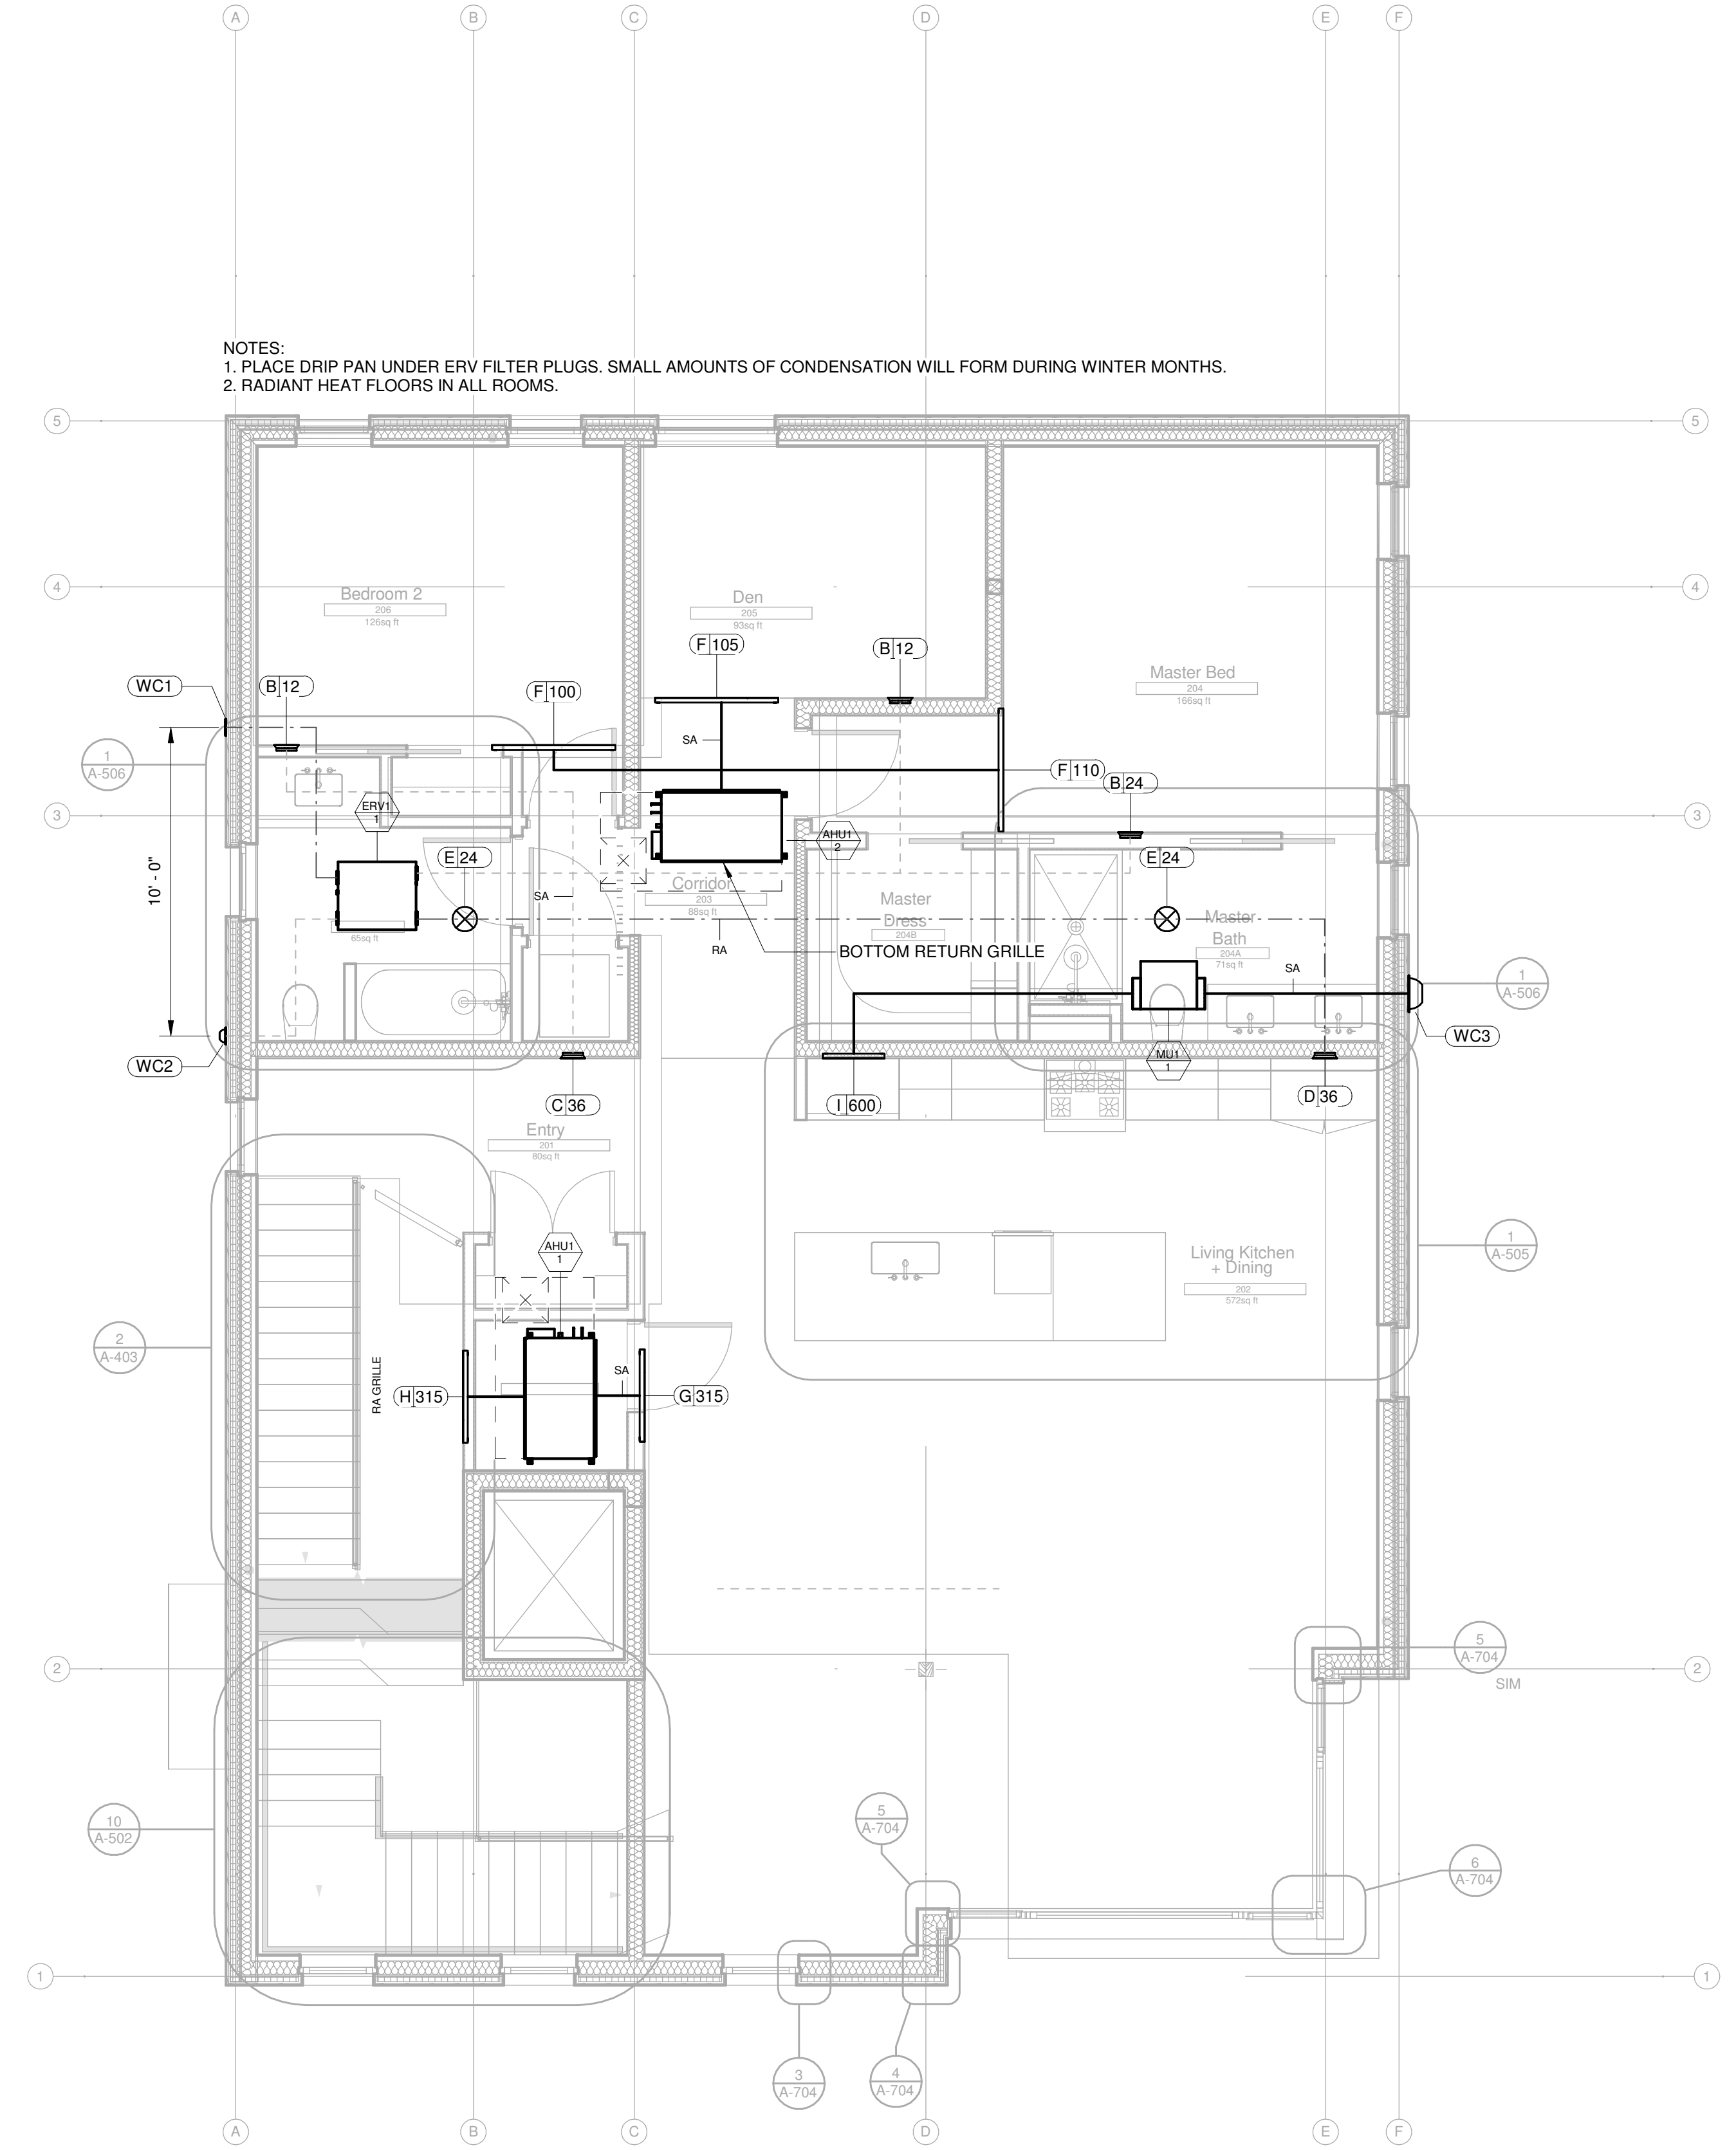 A B C D E F
NOTES:
1. PLACE DRIP PAN UNDER ERV FILTER PLUGS. SMALL AMOUNTS OF CONDENSATION WILL FORM DURING WINTER MONTHS.
2. RADIANT HEAT FLOORS IN ALL ROOMS.
5 5
4 4
Bedroom 2
206
126sq ft
Den
205
93sq ft
F 105
B 12
Master Bed
204
166sq ft
WC1
B 12
F 100
SA
1
A-506
F 110
B 24
ERV1
1
3 3
AHU1
2
10' - 0"
E 24
E 24
SA
Corridor
203
88sq ft
Master
Dress
204B
Master
Bath
204A
71sq ft
65sq ft
RA
BOTTOM RETURN GRILLE
SA
1
A-506
WC2
WC3
MU1
1
C 36
I 600
D 36
Entry
201
80sq ft
AHU1
1
Living Kitchen
+ Dining
202
572sq ft
1
A-505
2
A-403
RA GRILLE
H 315
SA
G 315
5
A-704
SIM
2 2
10
A-502
5
A-704
6
A-704
1 1
3
A-704
4
A-704
A B C D E F